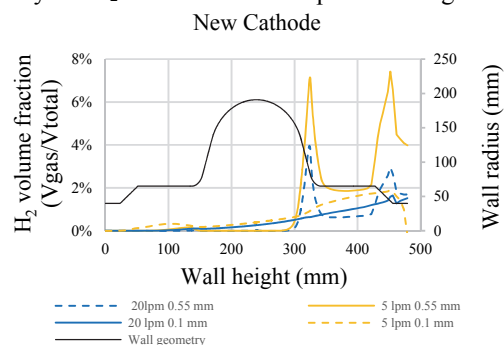 New Cathode
8%
6%
4%
2%
0%
250
200
150
100
50
0
0
100
200
300
400
500
H2 volume fraction
(Vgas/Vtotal)
Wall radius (mm)
Wall height (mm)
20lpm 0.55 mm
5 lpm 0.55 mm
20 lpm 0.1 mm
5 lpm 0.1 mm
Wall geometry